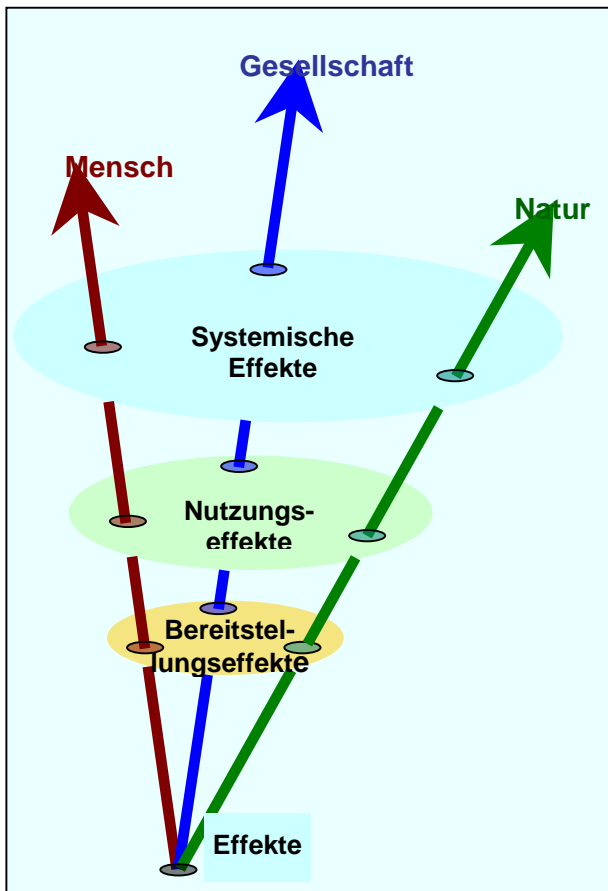 Gesellschaft
Mensch
Natur
Systemische
Effekte
Nutzungs-
effekte
Bereitstel-
lungseffekte
Effekte